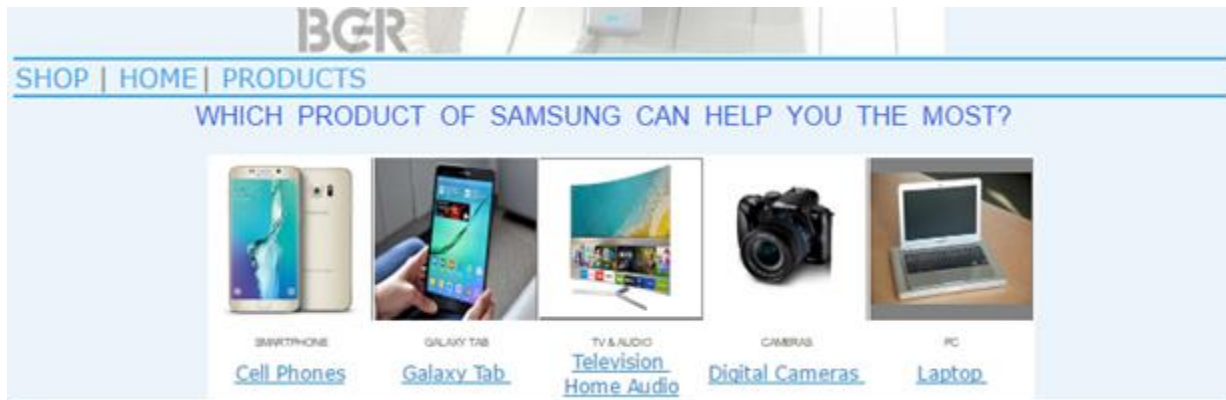 BGR
SHOP | HOME | PRODUCTS
WHICH PRODUCT OF SAMSUNG CAN HELP YOU THE MOST?
SMARTPHONE
GALAXY TAB
TV & AUDIO
CAMERAS
PC
Cell Phones
Galaxy Tab
Television
Home Audio
Digital Cameras
Laptop